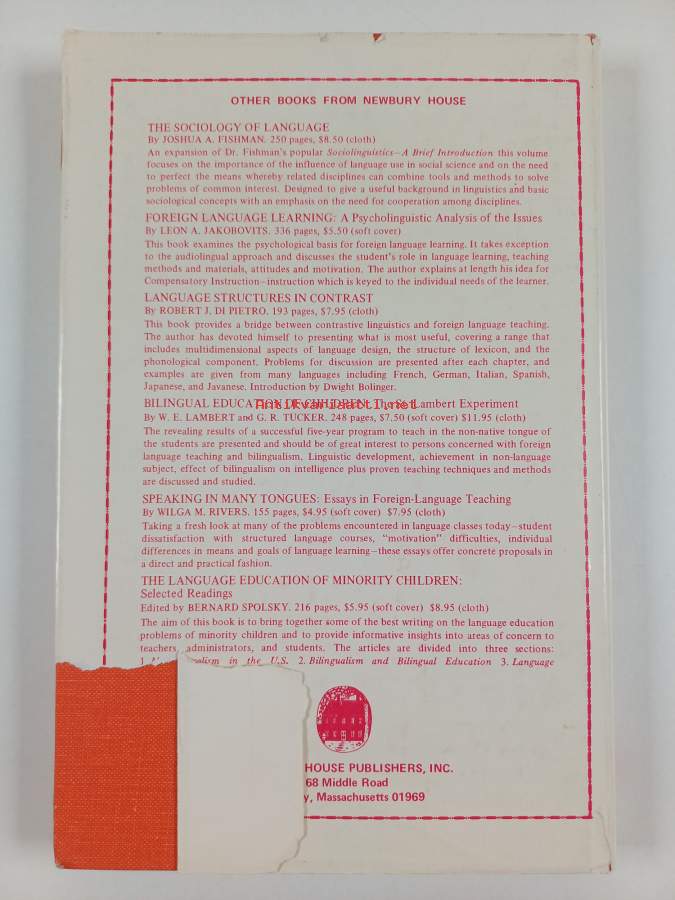 OTHER BOOKS FROM NEWBURY HOUSE
THE SOCIOLOGY OF LANGUAGE
By JOSHUA A. FISHMAN. 250 pages, $8.50 (cloth)
An expansion of Dr. Fishman's popular Sociolinguistics—A Brief Introduction this volume
focuses on the importance of the influence of language use in social science and on the need
to perfect the means whereby related disciplines can combine tools and methods to solve
problems of common interest. Designed to give a useful background in linguistics and basic
sociological concepts with an emphasis on the need for cooperation among disciplines.
FOREIGN LANGUAGE LEARNING: A Psycholinguistic Analysis of the Issues
By LEON A. JAKOBOVITS. 336 pages, $5.50 (soft cover)
This book examines the psychological basis for foreign language learning. It takes exception
to the audiolingual approach and discusses the student's role in language learning, teaching
methods and materials, attitudes and motivation. The author explains at length his idea for
Compensatory Instruction—instruction which is keyed to the individual needs of the learner.
LANGUAGE STRUCTURES IN CONTRAST
By ROBERT J. DI PIETRO. 193 pages, $7.95 (cloth)
This book provides a bridge between contrastive linguistics and foreign language teaching.
The author has devoted himself to presenting what is most useful, covering a range that
includes multidimensional aspects of language design, the structure of lexicon, and the
phonological component. Problems for discussion are presented after each chapter, and
examples are given from many languages including French, German, Italian, Spanish,
Japanese, and Javanese. Introduction by Dwight Bolinger.
BILINGUAL EDUCATION OF CHILDREN: The St. Lambert Experiment
Antikvariaatti.net
By W. E. LAMBERT and G. R. TUCKER. 248 pages, $7.50 (soft cover) $11.95 (cloth)
The revealing results of a successful five-year program to teach in the non-native tongue of
the students are presented and should be of great interest to persons concerned with foreign
language teaching and bilingualism. Linguistic development, achievement in non-language
subject, effect of bilingualism on intelligence plus proven teaching techniques and methods
are discussed and studied.
SPEAKING IN MANY TONGUES: Essays in Foreign-Language Teaching
By WILGA M. RIVERS. 155 pages, $4.95 (soft cover) $7.95 (cloth)
Taking a fresh look at many of the problems encountered in language classes today—student
dissatisfaction with structured language courses, "motivation" difficulties, individual
differences in means and goals of language learning—these essays offer concrete proposals in
a direct and practical fashion.
THE LANGUAGE EDUCATION OF MINORITY CHILDREN:
Selected Readings
Edited by BERNARD SPOLSKY. 216 pages, $5.95 (soft cover) $8.95 (cloth)
The aim of this book is to bring together some of the best writing on the language education
problems of minority children and to provide informative insights into areas of concern to
teachers, administrators, and students. The articles are divided into three sections:
1. in the U.S. 2. Bilingualism and Bilingual Education 3. Language
HOUSE PUBLISHERS, INC.
68 Middle Road
Massachusetts 01969